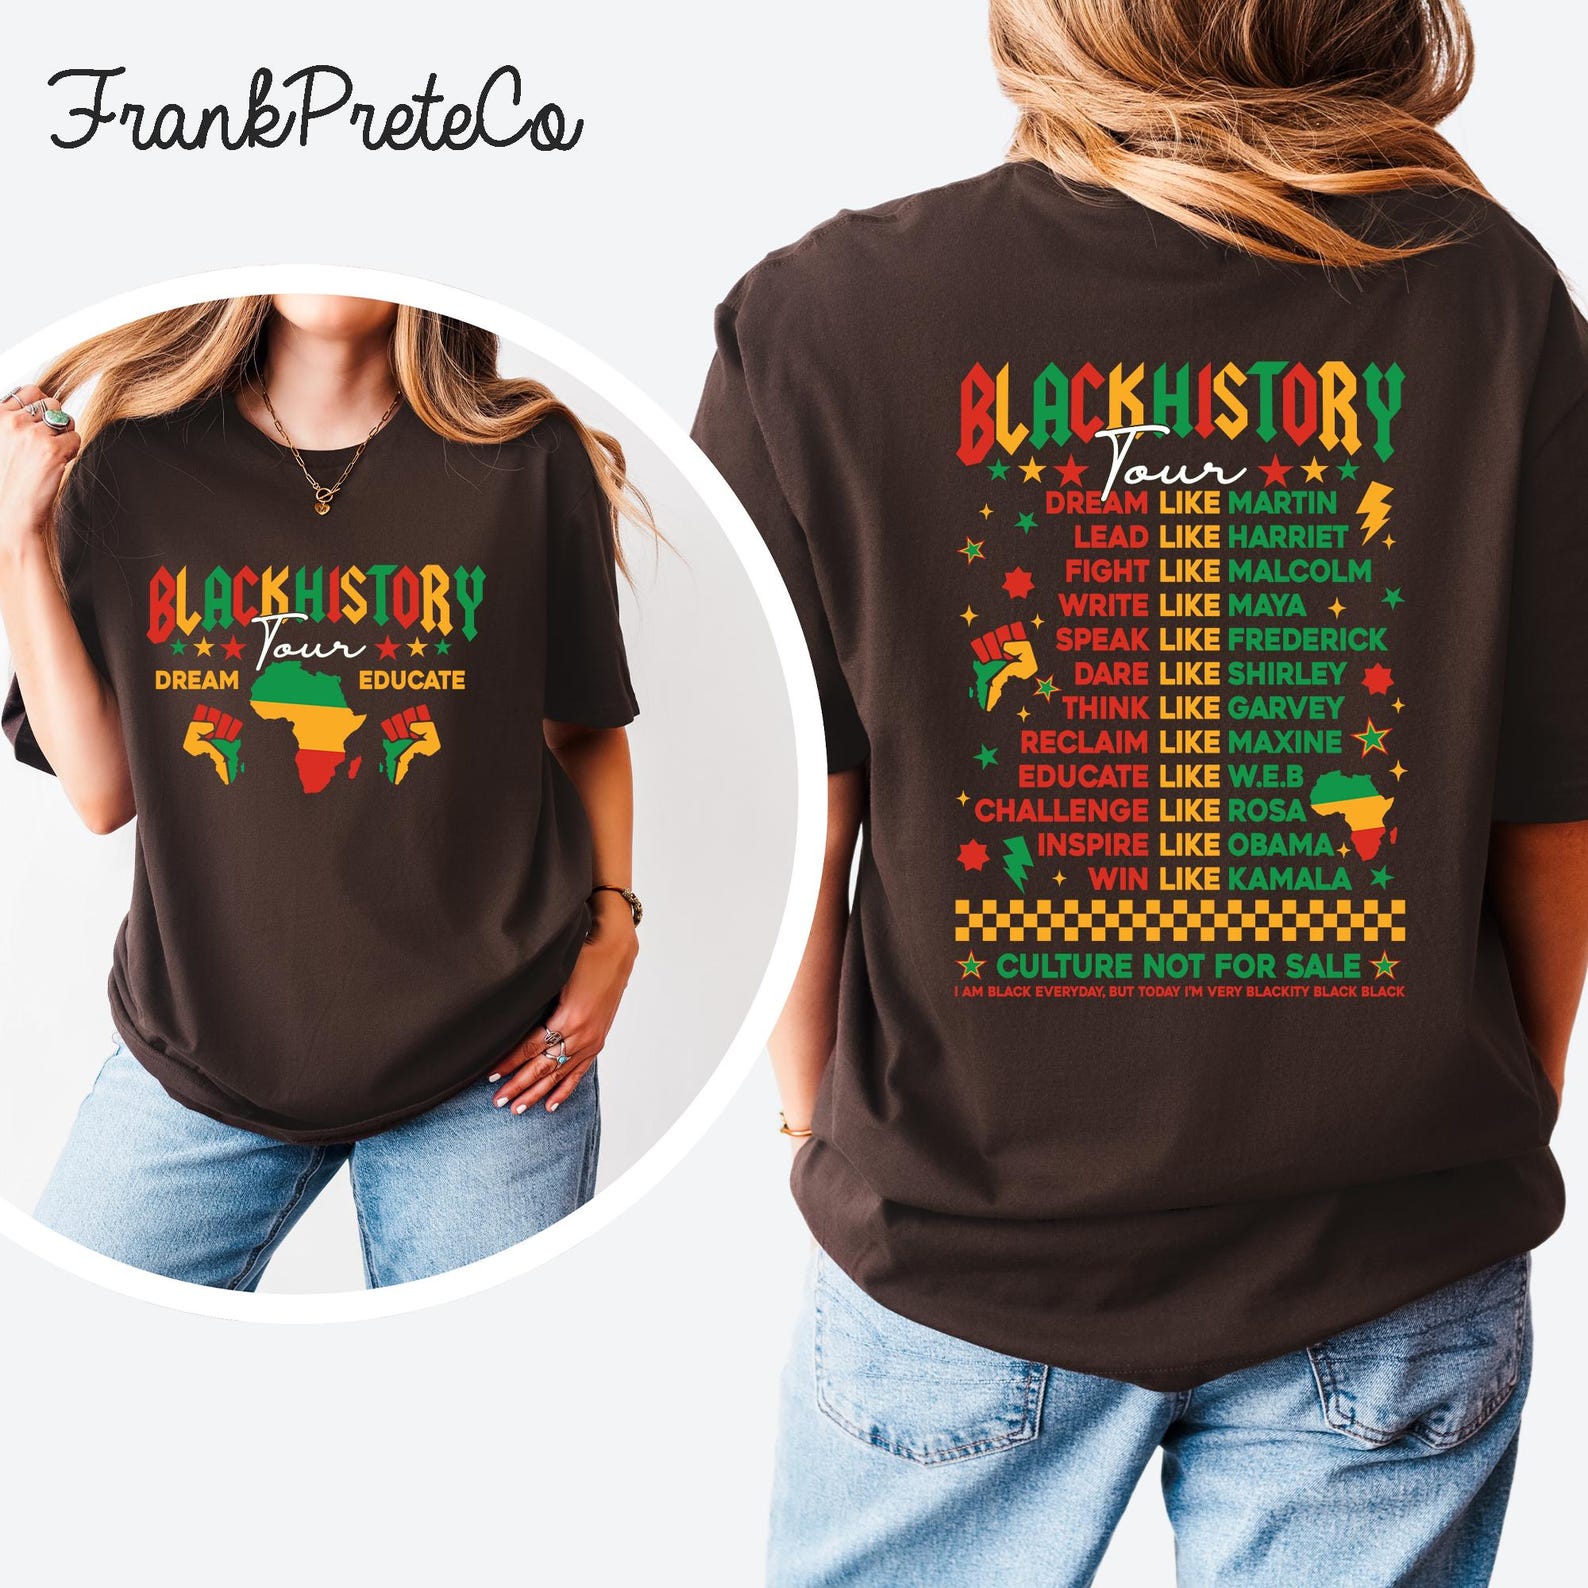 FrankPreteCo
BLACKHISTORY
Tour
DREAM EDUCATE
BLACKHISTORY
Tour
DREAM LIKE MARTIN
LEAD LIKE HARRIET
FIGHT LIKE MALCOLM
WRITE LIKE MAYA
SPEAK LIKE FREDERICK
DARE LIKE SHIRLEY
THINK LIKE GARVEY
RECLAIM LIKE MAXINE
EDUCATE LIKE W.E.B
CHALLENGE LIKE ROSA
INSPIRE LIKE OBAMA
WIN LIKE KAMALA
CULTURE NOT FOR SALE
I AM BLACK EVERYDAY, BUT TODAY I'M VERY BLACKITY BLACK BLACK